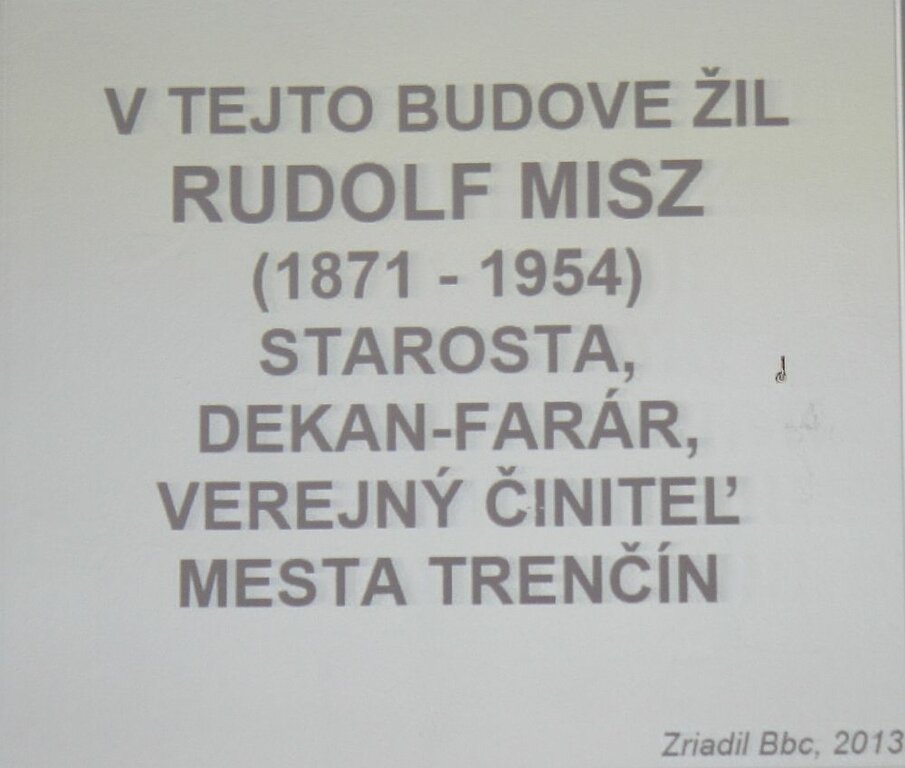 V TEJTO BUDOVE ŽIL
RUDOLF MISZ
(1871 - 1954)
STAROSTA,
DEKAN-FARÁR,
VEREJNÝ ČINITEĽ
MESTA TRENČÍN
Zriadil Bbc, 2013